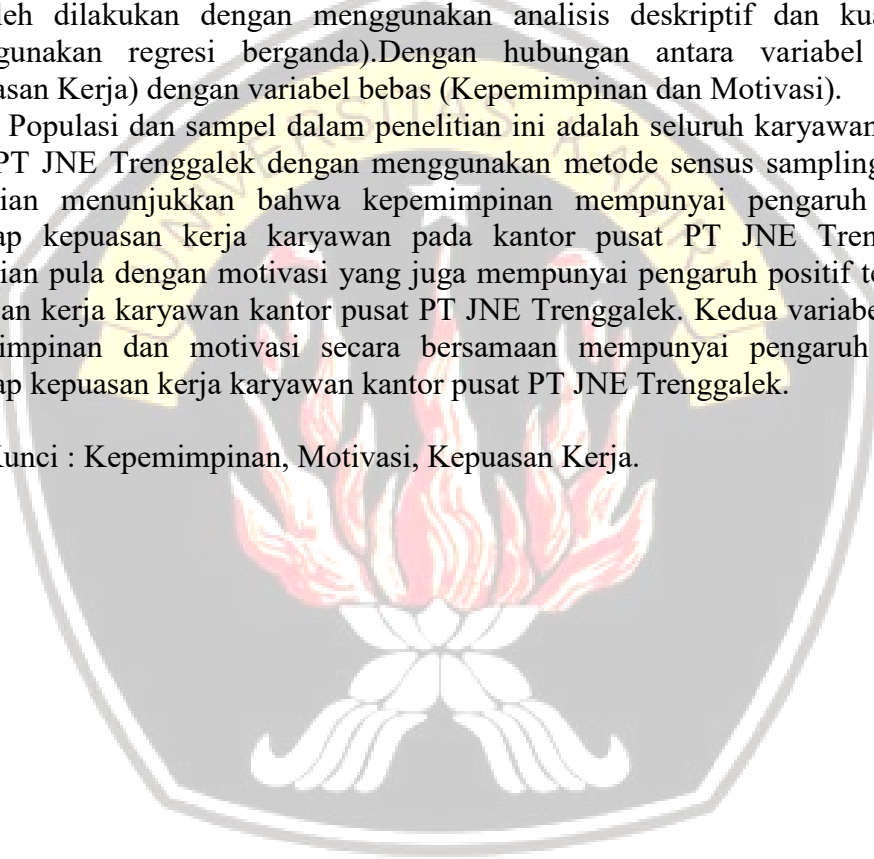 leh dilakukan dengan menggunakan analisis deskriptif dan kua
gunakan regresi berganda).Dengan hubungan antara variabel
asan Kerja) dengan variabel bebas (Kepemimpinan dan Motivasi).
Populasi dan sampel dalam penelitian ini adalah seluruh karyawan
PT JNE Trenggalek dengan menggunakan metode sensus sampling
ian menunjukkan bahwa kepemimpinan mempunyai pengaruh
ap kepuasan kerja karyawan pada kantor pusat PT JNE Tren
ian pula dengan motivasi yang juga mempunyai pengaruh positif te
an kerja karyawan kantor pusat PT JNE Trenggalek. Kedua variabe
impinan dan motivasi secara bersamaan mempunyai pengaruh
ap kepuasan kerja karyawan kantor pusat PT JNE Trenggalek.
Kunci : Kepemimpinan, Motivasi, Kepuasan Kerja.
UNIVERSITAS KADIRI